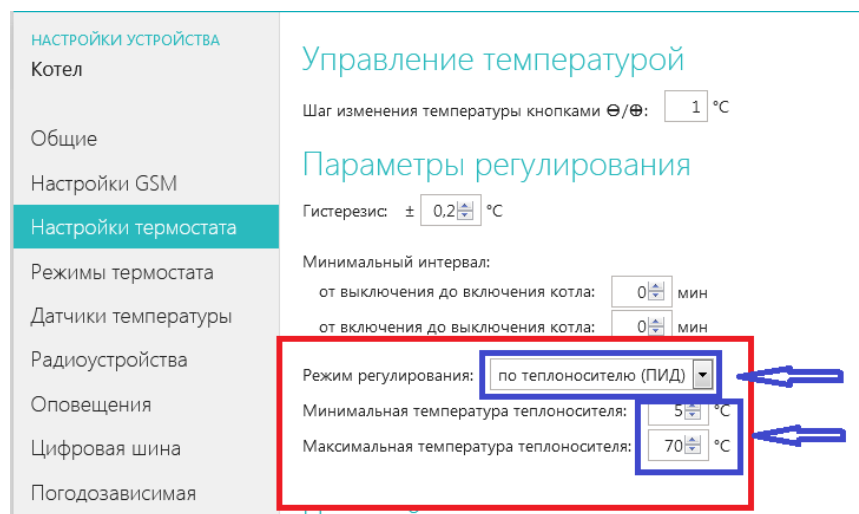 НАСТРОЙКИ УСТРОЙСТВА
Котел
Общие
Настройки GSM
Настройки термостата
Режимы термостата
Датчики температуры
Радиоустройства
Оповещения
Цифровая шина
Погодозависимая
Управление температурой
Шаг изменения температуры кнопками ⊖/⊕: 1 °C
Параметры регулирования
Гистерезис: ± 0,2 °C
Минимальный интервал:
от выключения до включения котла: 0 мин
от включения до выключения котла: 0 мин
Режим регулирования: по теплоносителю (ПИД)
Минимальная температура теплоносителя: 5 °C
Максимальная температура теплоносителя: 70 °C